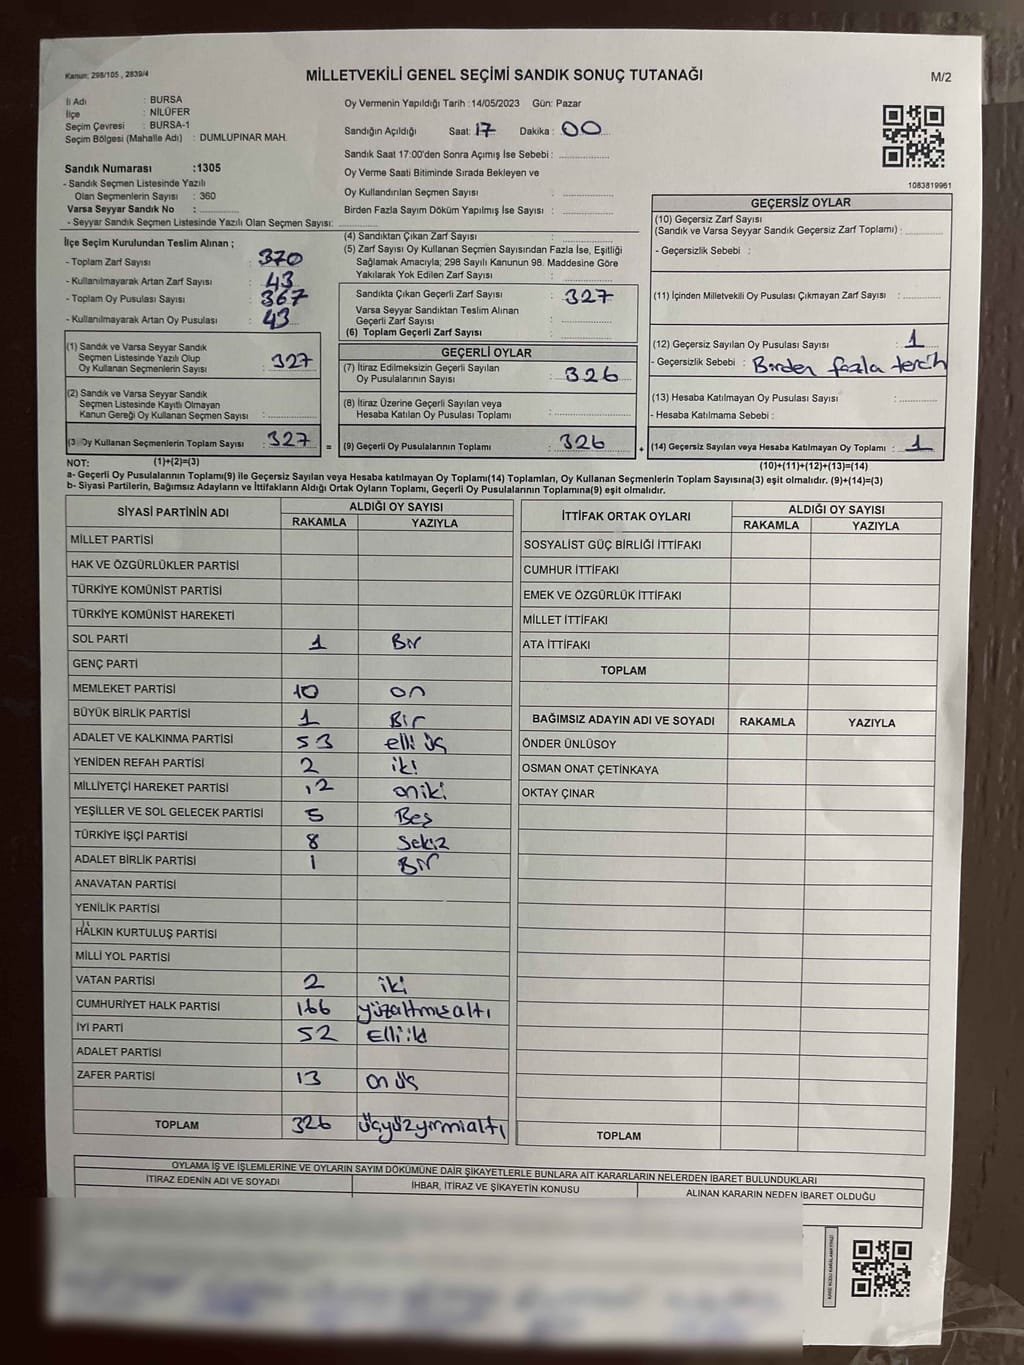 Kanun: 298/105 , 2839/4
MİLLETVEKİLİ GENEL SEÇİMİ SANDIK SONUÇ TUTANAĞI
M/2
İl Adı : BURSA
İlçe : NİLÜFER
Seçim Çevresi : BURSA-1
Seçim Bölgesi (Mahalle Adı) : DUMLUPINAR MAH.
Sandık Numarası :1305
- Sandık Seçmen Listesinde Yazılı
Olan Seçmenlerin Sayısı : 360
Varsa Seyyar Sandık No :
- Seyyar Sandık Seçmen Listesinde Yazılı Olan Seçmen Sayısı:
Oy Vermenin Yapıldığı Tarih :14/05/2023 Gün: Pazar
Sandığın Açıldığı Saat: 17 Dakika : 00
Sandık Saat 17:00'den Sonra Açımış İse Sebebi :
Oy Verme Saati Bitiminde Sırada Bekleyen ve
Oy Kullandırılan Seçmen Sayısı :
Birden Fazla Sayım Döküm Yapılmış İse Sayısı :
1083819961
İlçe Seçim Kurulundan Teslim Alınan ;
- Toplam Zarf Sayısı : 370
- Kullanılmayarak Artan Zarf Sayısı : 43
- Toplam Oy Pusulası Sayısı : 367
- Kullanılmayarak Artan Oy Pusulası : 43
(1) Sandık ve Varsa Seyyar Sandık
Seçmen Listesinde Yazılı Olup
Oy Kullanan Seçmenlerin Sayısı : 327
(2) Sandık ve Varsa Seyyar Sandık
Seçmen Listesinde Kayıtlı Olmayan
Kanun Gereği Oy Kullanan Seçmen Sayısı :
(3) Oy Kullanan Seçmenlerin Toplam Sayısı : 327
(1)+(2)=(3)
(4) Sandıktan Çıkan Zarf Sayısı :
(5) Zarf Sayısı Oy Kullanan Seçmen Sayısından Fazla İse, Eşitliği
Sağlamak Amacıyla; 298 Sayılı Kanunun 98. Maddesine Göre
Yakılarak Yok Edilen Zarf Sayısı :
Sandıkta Çıkan Geçerli Zarf Sayısı : 327
Varsa Seyyar Sandıktan Teslim Alınan
Geçerli Zarf Sayısı :
(6) Toplam Geçerli Zarf Sayısı :
GEÇERLİ OYLAR
(7) İtiraz Edilmeksizin Geçerli Sayılan
Oy Pusulalarının Sayısı : 326
(8) İtiraz Üzerine Geçerli Sayılan veya
Hesaba Katılan Oy Pusulası Toplamı :
= (9) Geçerli Oy Pusulalarının Toplamı : 326 +
GEÇERSİZ OYLAR
(10) Geçersiz Zarf Sayısı
(Sandık ve Varsa Seyyar Sandık Geçersiz Zarf Toplamı) :
- Geçersizlik Sebebi :
(11) İçinden Milletvekili Oy Pusulası Çıkmayan Zarf Sayısı :
(12) Geçersiz Sayılan Oy Pusulası Sayısı : 1
- Geçersizlik Sebebi : Birden fazla tercih
(13) Hesaba Katılmayan Oy Pusulası Sayısı :
- Hesaba Katılmama Sebebi :
(14) Geçersiz Sayılan veya Hesaba Katılmayan Oy Toplamı : 1
(10)+(11)+(12)+(13)=(14)
NOT:
a- Geçerli Oy Pusulalarının Toplamı(9) ile Geçersiz Sayılan veya Hesaba katılmayan Oy Toplamı(14) Toplamları, Oy Kullanan Seçmenlerin Toplam Sayısına(3) eşit olmalıdır. (9)+(14)=(3)
b- Siyasi Partilerin, Bağımsız Adayların ve İttifakların Aldığı Ortak Oyların Toplamı, Geçerli Oy Pusulalarının Toplamına(9) eşit olmalıdır.
SİYASİ PARTİNİN ADI ALDIĞI OY SAYISI
RAKAMLA YAZIYLA
MİLLET PARTİSİ
HAK VE ÖZGÜRLÜKLER PARTİSİ
TÜRKİYE KOMÜNİST PARTİSİ
TÜRKİYE KOMÜNİST HAREKETİ
SOL PARTİ 1 Bir
GENÇ PARTİ
MEMLEKET PARTİSİ 10 on
BÜYÜK BİRLİK PARTİSİ 1 Bir
ADALET VE KALKINMA PARTİSİ 53 elli üç
YENİDEN REFAH PARTİSİ 2 iki
MİLLİYETÇİ HAREKET PARTİSİ 12 oniki
YEŞİLLER VE SOL GELECEK PARTİSİ 5 Beş
TÜRKİYE İŞÇİ PARTİSİ 8 Sekiz
ADALET BİRLİK PARTİSİ 1 Bir
ANAVATAN PARTİSİ
YENİLİK PARTİSİ
HALKIN KURTULUŞ PARTİSİ
MİLLİ YOL PARTİSİ
VATAN PARTİSİ 2 iki
CUMHURİYET HALK PARTİSİ 166 yüzaltmışaltı
İYİ PARTİ 52 Elliiki
ADALET PARTİSİ
ZAFER PARTİSİ 13 on üç
TOPLAM 326 üçyüzyirmialtı
İTTİFAK ORTAK OYLARI ALDIĞI OY SAYISI
RAKAMLA YAZIYLA
SOSYALİST GÜÇ BİRLİĞİ İTTİFAKI
CUMHUR İTTİFAKI
EMEK VE ÖZGÜRLÜK İTTİFAKI
MİLLET İTTİFAKI
ATA İTTİFAKI
TOPLAM
BAĞIMSIZ ADAYIN ADI VE SOYADI RAKAMLA YAZIYLA
ÖNDER ÜNLÜSOY
OSMAN ONAT ÇETİNKAYA
OKTAY ÇINAR
TOPLAM
OYLAMA İŞ VE İŞLEMLERİNE VE OYLARIN SAYIM DÖKÜMÜNE DAİR ŞİKAYETLERLE BUNLARA AİT KARARLARIN NELERDEN İBARET BULUNDUKLARI
İTİRAZ EDENİN ADI VE SOYADI İHBAR, İTİRAZ VE ŞİKAYETİN KONUSU ALINAN KARARIN NEDEN İBARET OLDUĞU